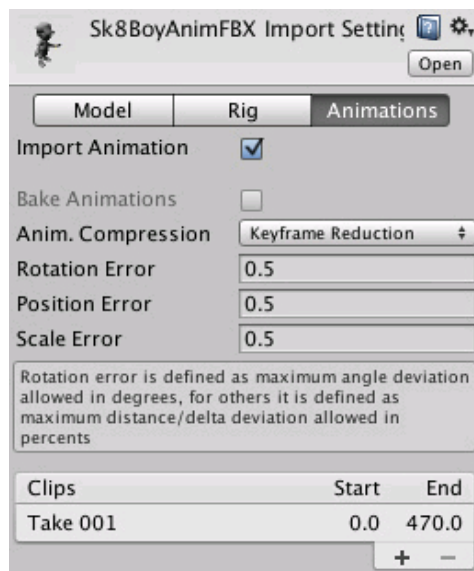 Sk8BoyAnimFBX Import Setting
Open
Model Rig Animations
Import Animation
Bake Animations
Anim. Compression Keyframe Reduction
Rotation Error 0.5
Position Error 0.5
Scale Error 0.5
Rotation error is defined as maximum angle deviation
allowed in degrees, for others it is defined as
maximum distance/delta deviation allowed in
percents
Clips Start End
Take 001 0.0 470.0
+ −